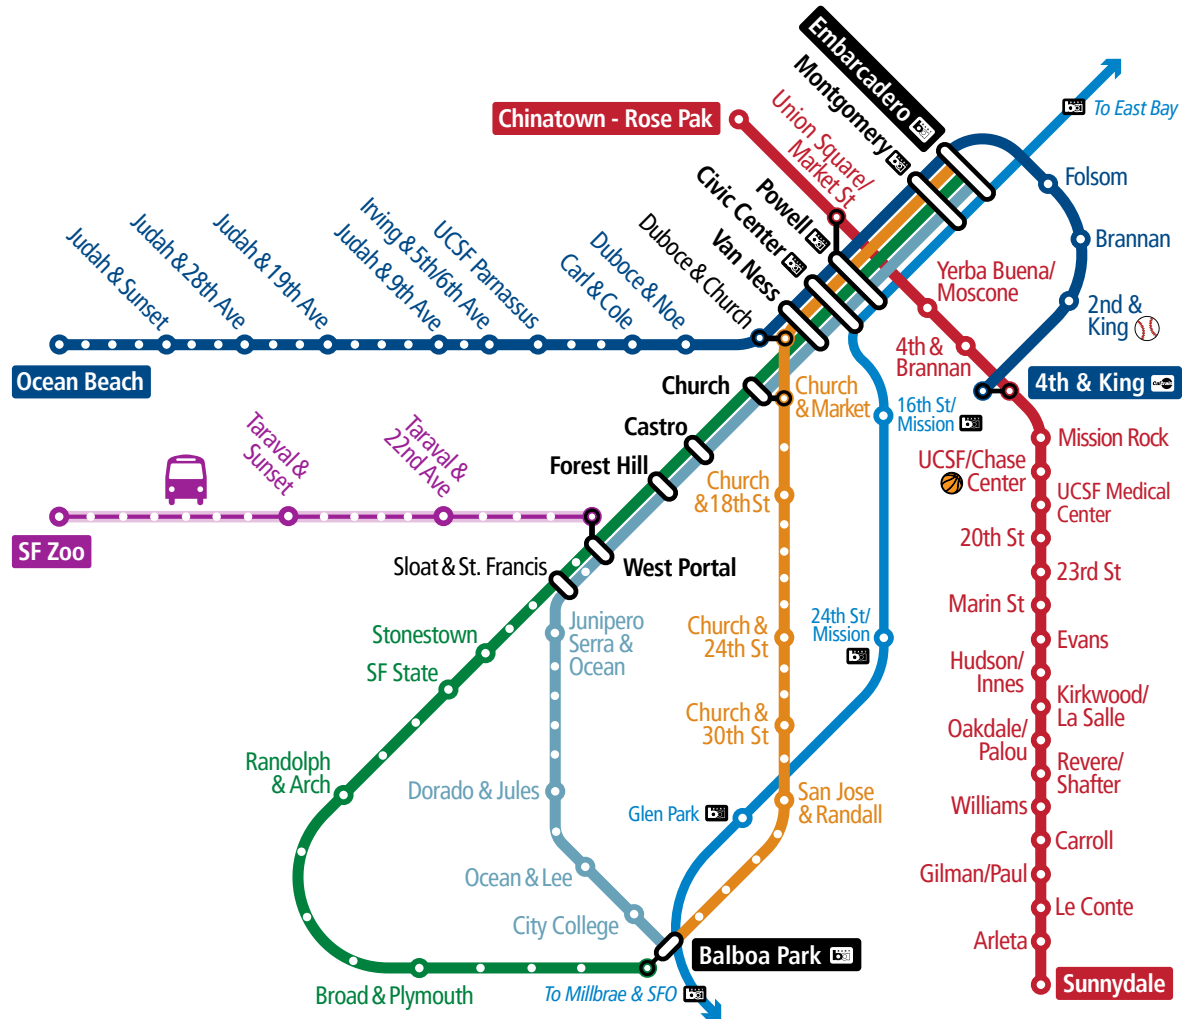 Embarcadero
Montgomery
To East Bay
Chinatown - Rose Pak
Union Square/
Market St
Powell
Civic Center
Van Ness
Folsom
Brannan
2nd &
King
Yerba Buena/
Moscone
4th &
Brannan
4th & King
Judah & Sunset
Judah & 28th Ave
Judah & 19th Ave
Judah & 9th Ave
Irving & 5th/6th Ave
UCSF Parnassus
Carl & Cole
Duboce & Noe
Duboce & Church
Ocean Beach
Church
Church
& Market
16th St/
Mission
Castro
Forest Hill
Taraval &
Sunset
Taraval &
22nd Ave
SF Zoo
West Portal
Sloat & St. Francis
Church
& 18th St
Mission Rock
UCSF/Chase
Center
UCSF Medical
Center
20th St
23rd St
Marin St
Evans
Hudson/
Innes
Kirkwood/
La Salle
Oakdale/
Palou
Revere/
Shafter
Williams
Carroll
Gilman/Paul
Le Conte
Arleta
Sunnydale
Stonestown
SF State
Junipero
Serra &
Ocean
Church &
24th St
24th St/
Mission
Church &
30th St
Randolph
& Arch
Dorado & Jules
Glen Park
San Jose
& Randall
Ocean & Lee
City College
Balboa Park
Broad & Plymouth
To Millbrae & SFO